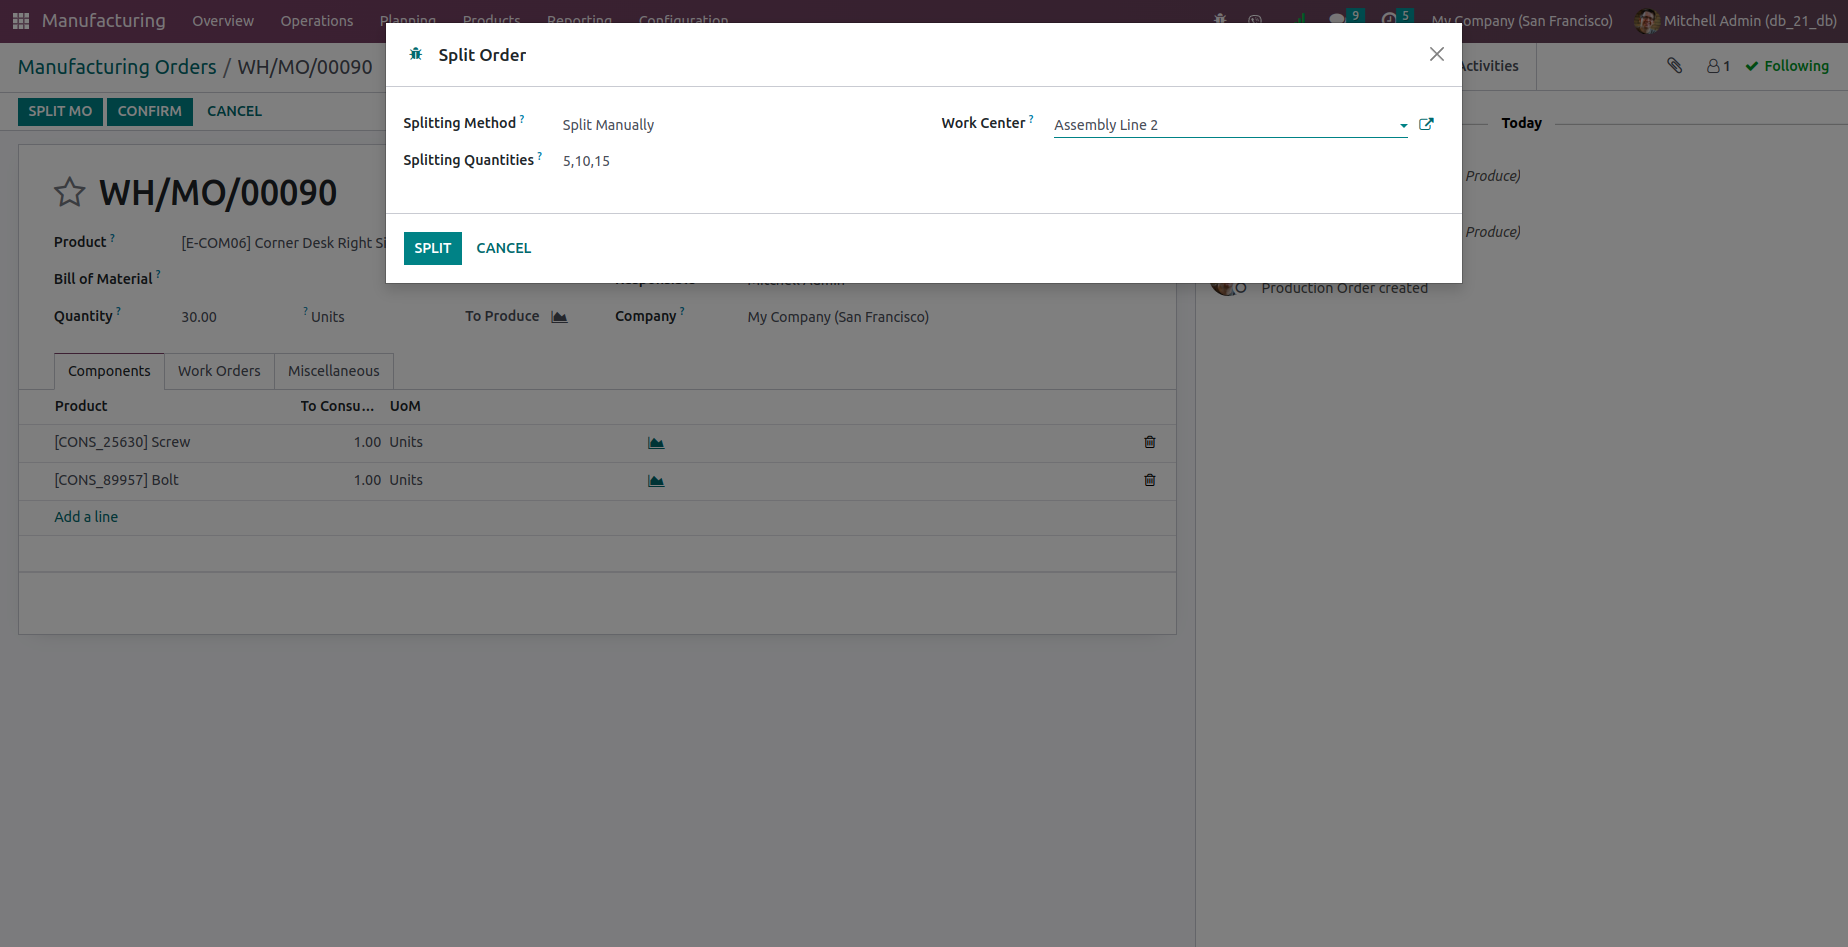 Manufacturing Overview Operations Planning Products Reporting Configuration 9 5 My Company (San Francisco) Mitchell Admin (db_21_db)
Manufacturing Orders / WH/MO/00090
Activities 1 Following
SPLIT MO CONFIRM CANCEL
Split Order
Splitting Method ? Split Manually
Work Center ? Assembly Line 2
Splitting Quantities ? 5,10,15
SPLIT CANCEL
Today
Produce)
Produce)
Production Order created
WH/MO/00090
Product ? [E-COM06] Corner Desk Right Si
Bill of Material ?
Responsible Mitchell Admin
Quantity ? 30.00 ? Units To Produce
Company ? My Company (San Francisco)
Components Work Orders Miscellaneous
Product To Consu... UoM
[CONS_25630] Screw 1.00 Units
[CONS_89957] Bolt 1.00 Units
Add a line